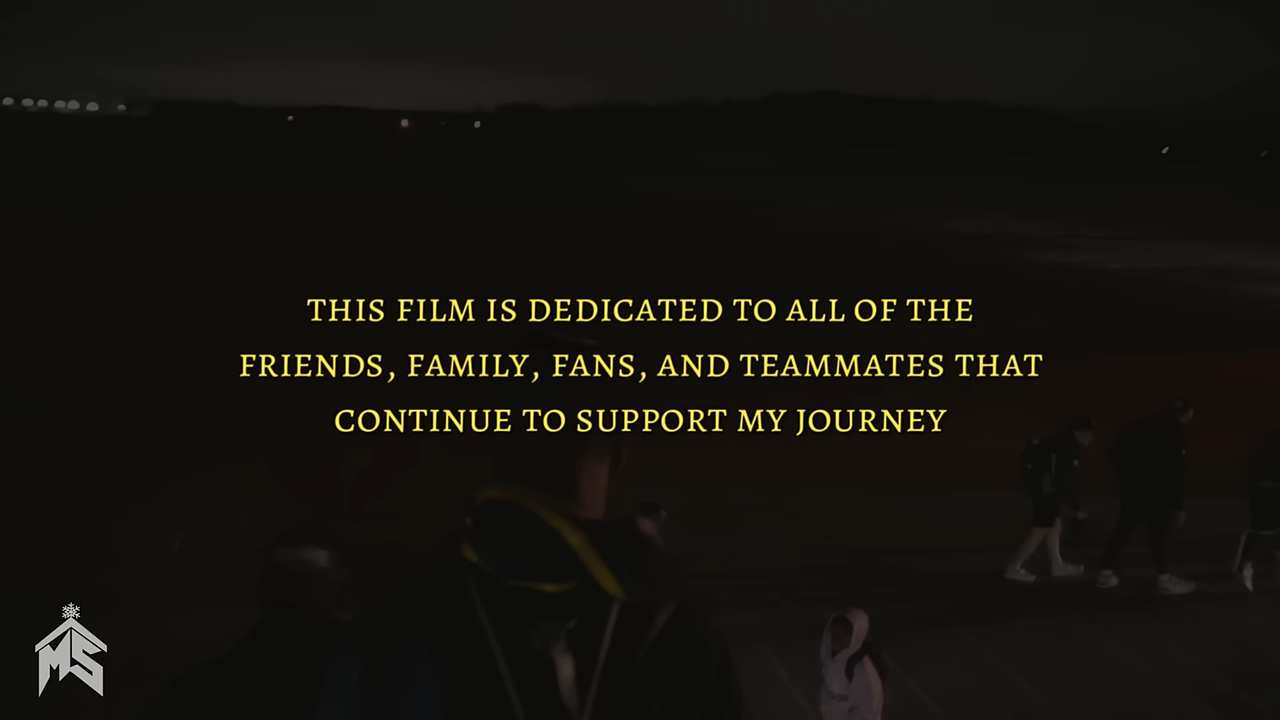 THIS FILM IS DEDICATED TO ALL OF THE
FRIENDS, FAMILY, FANS, AND TEAMMATES THAT
CONTINUE TO SUPPORT MY JOURNEY
MS